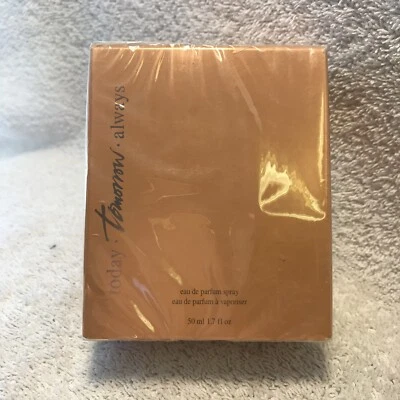 today · tomorrow · always
eau de parfum spray
eau de parfum à vaporiser
50 ml 1.7 fl oz